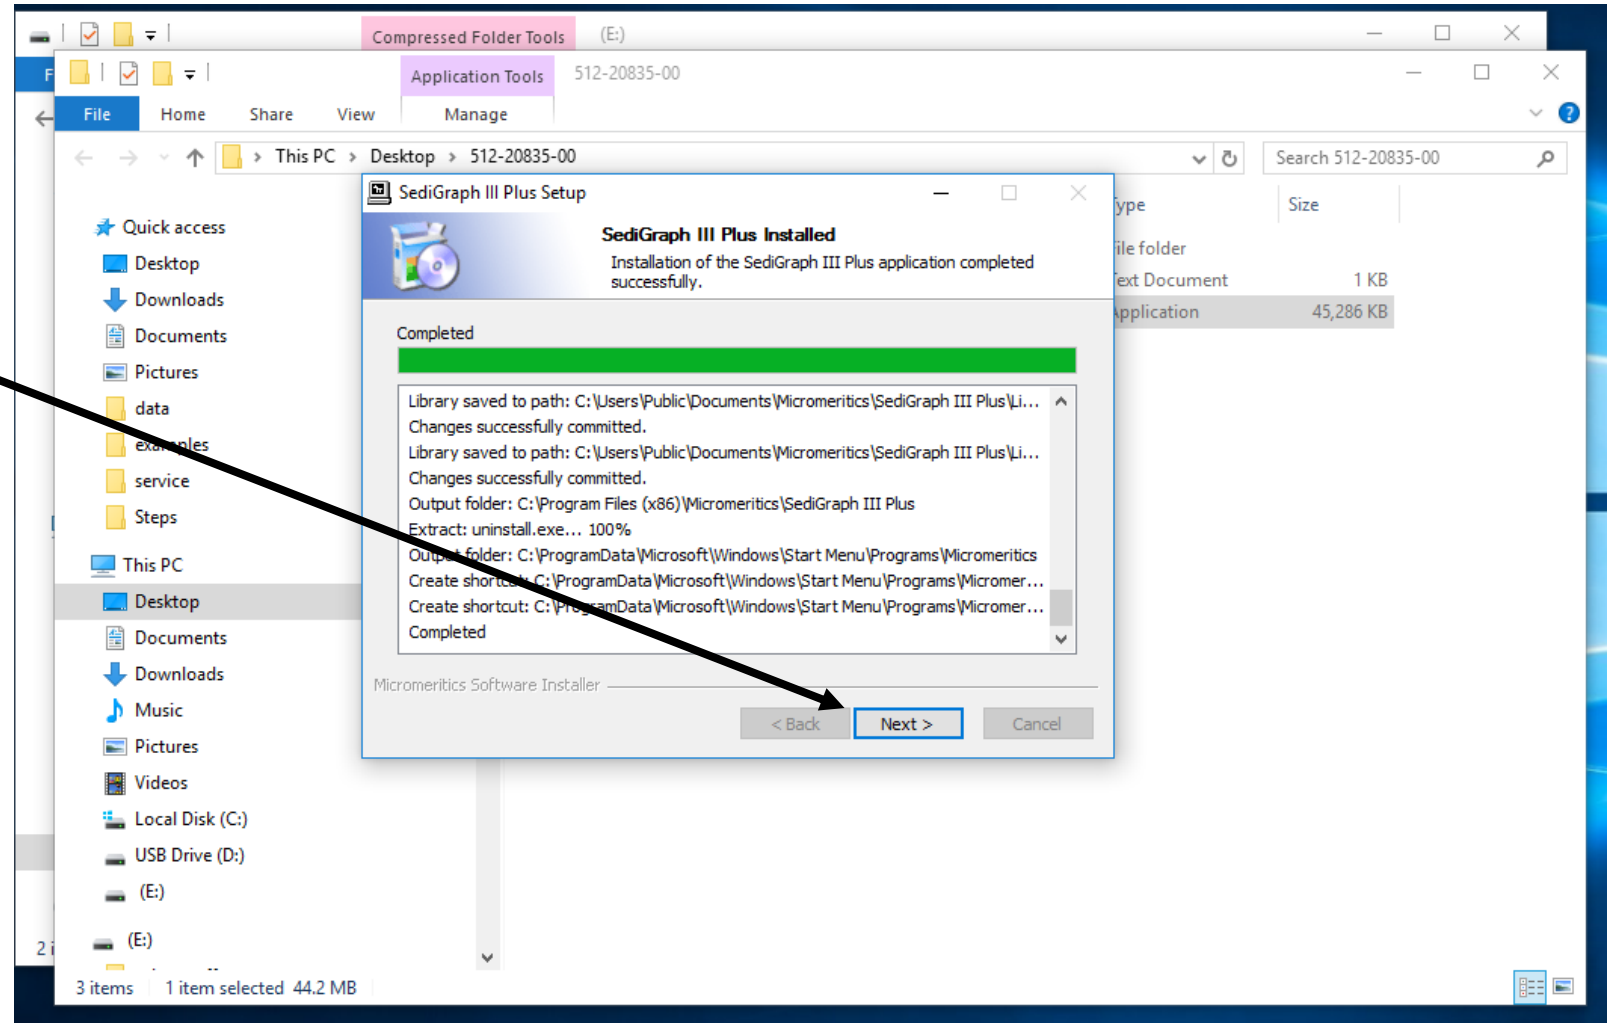 Compressed Folder Tools (E:)
Application Tools 512-20835-00
File Home Share View Manage
This PC > Desktop > 512-20835-00
Search 512-20835-00
SediGraph III Plus Setup
SediGraph III Plus Installed
Installation of the SediGraph III Plus application completed
successfully.
Completed
Library saved to path: C:\Users\Public\Documents\Micromeritics\SediGraph III Plus\Li...
Changes successfully committed.
Library saved to path: C:\Users\Public\Documents\Micromeritics\SediGraph III Plus\Li...
Changes successfully committed.
Output folder: C:\Program Files (x86)\Micromeritics\SediGraph III Plus
Extract: uninstall.exe... 100%
Output folder: C:\ProgramData\Microsoft\Windows\Start Menu\Programs\Micromeritics
Create shortcut: C:\ProgramData\Microsoft\Windows\Start Menu\Programs\Micromer...
Create shortcut: C:\ProgramData\Microsoft\Windows\Start Menu\Programs\Micromer...
Completed
Micromeritics Software Installer
< Back Next > Cancel
Quick access
Desktop
Downloads
Documents
Pictures
data
examples
service
Steps
This PC
Desktop
Documents
Downloads
Music
Pictures
Videos
Local Disk (C:)
USB Drive (D:)
(E:)
(E:)
ype Size
ile folder
ext Document 1 KB
Application 45,286 KB
2 i
3 items 1 item selected 44.2 MB